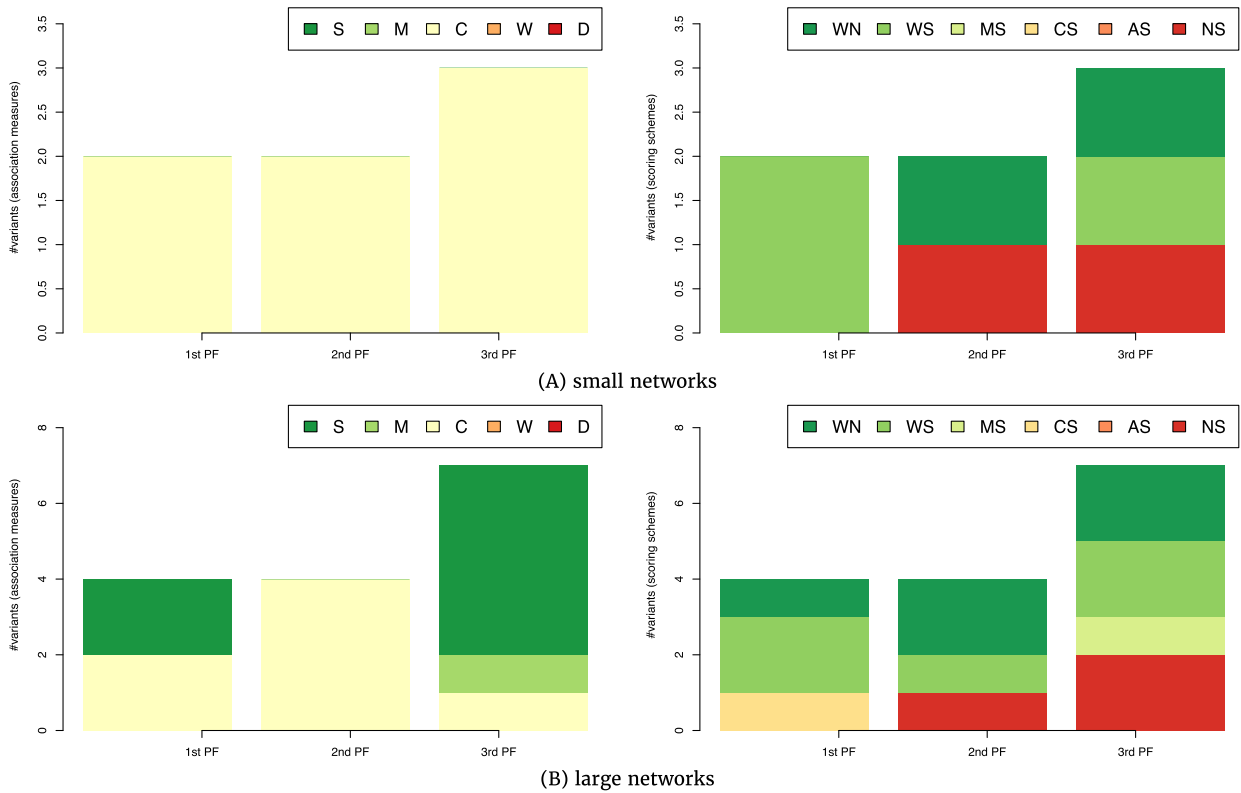 S M C W D
#variants (association measures)
0.0 0.5 1.0 1.5 2.0 2.5 3.0 3.5
1st PF 2nd PF 3rd PF
WN WS MS CS AS NS
#variants (scoring schemes)
0.0 0.5 1.0 1.5 2.0 2.5 3.0 3.5
1st PF 2nd PF 3rd PF
(A) small networks
S M C W D
#variants (association measures)
0 2 4 6 8
1st PF 2nd PF 3rd PF
WN WS MS CS AS NS
#variants (scoring schemes)
0 2 4 6 8
1st PF 2nd PF 3rd PF
(B) large networks